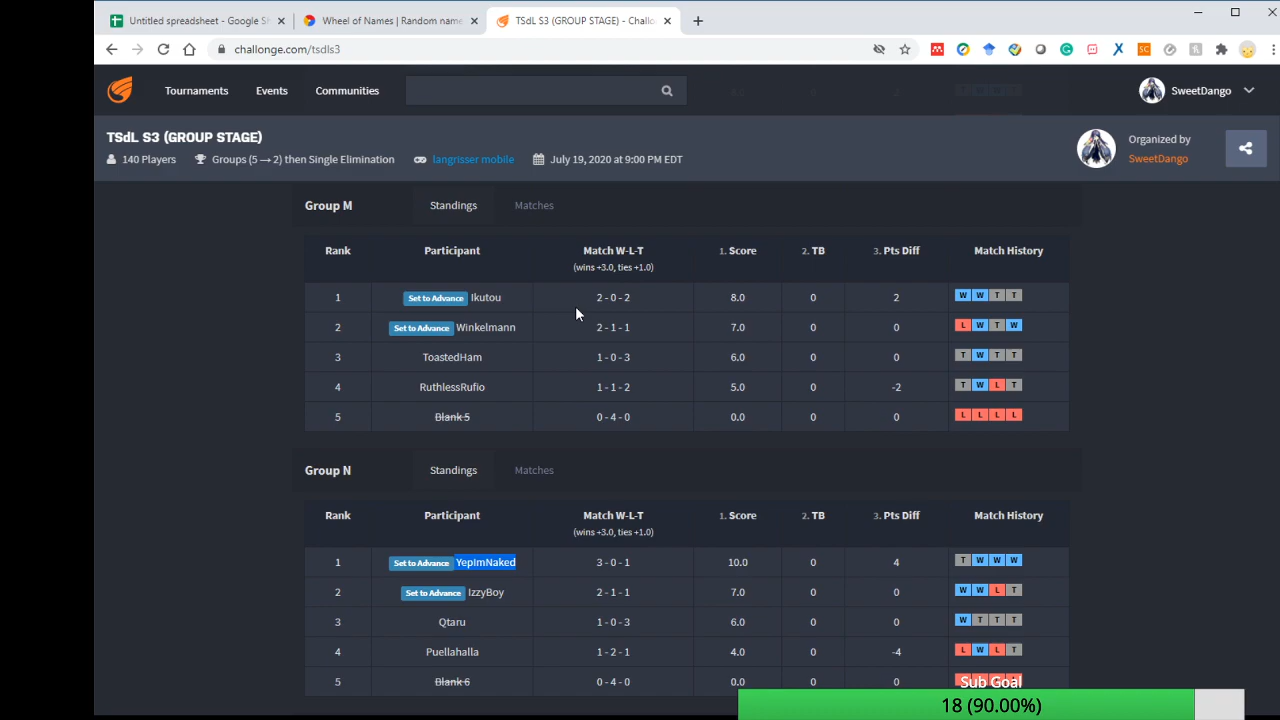 Untitled spreadsheet - Google Sh
Wheel of Names | Random name
TSdL S3 (GROUP STAGE) - Challo
challonge.com/tsdls3
Tournaments
Events
Communities
SweetDango
TSdL S3 (GROUP STAGE)
140 Players
Groups (5 → 2) then Single Elimination
langrisser mobile
July 19, 2020 at 9:00 PM EDT
Organized by
SweetDango
Group M Standings Matches
Rank Participant Match W-L-T 1. Score 2. TB 3. Pts Diff Match History
(wins +3.0, ties +1.0)
1 Set to Advance Ikutou 2 - 0 - 2 8.0 0 2 W W T T
2 Set to Advance Winkelmann 2 - 1 - 1 7.0 0 0 L W T W
3 ToastedHam 1 - 0 - 3 6.0 0 0 T W T T
4 RuthlessRufio 1 - 1 - 2 5.0 0 -2 T W L T
5 Blank 5 0 - 4 - 0 0.0 0 0 L L L L
Group N Standings Matches
Rank Participant Match W-L-T 1. Score 2. TB 3. Pts Diff Match History
(wins +3.0, ties +1.0)
1 Set to Advance YepImNaked 3 - 0 - 1 10.0 0 4 T W W W
2 Set to Advance IzzyBoy 2 - 1 - 1 7.0 0 0 W W L T
3 Qtaru 1 - 0 - 3 6.0 0 0 W T T T
4 Puellahalla 1 - 2 - 1 4.0 0 -4 L W L T
5 Blank 6 0 - 4 - 0 0.0 0 0
Sub Goal
18 (90.00%)